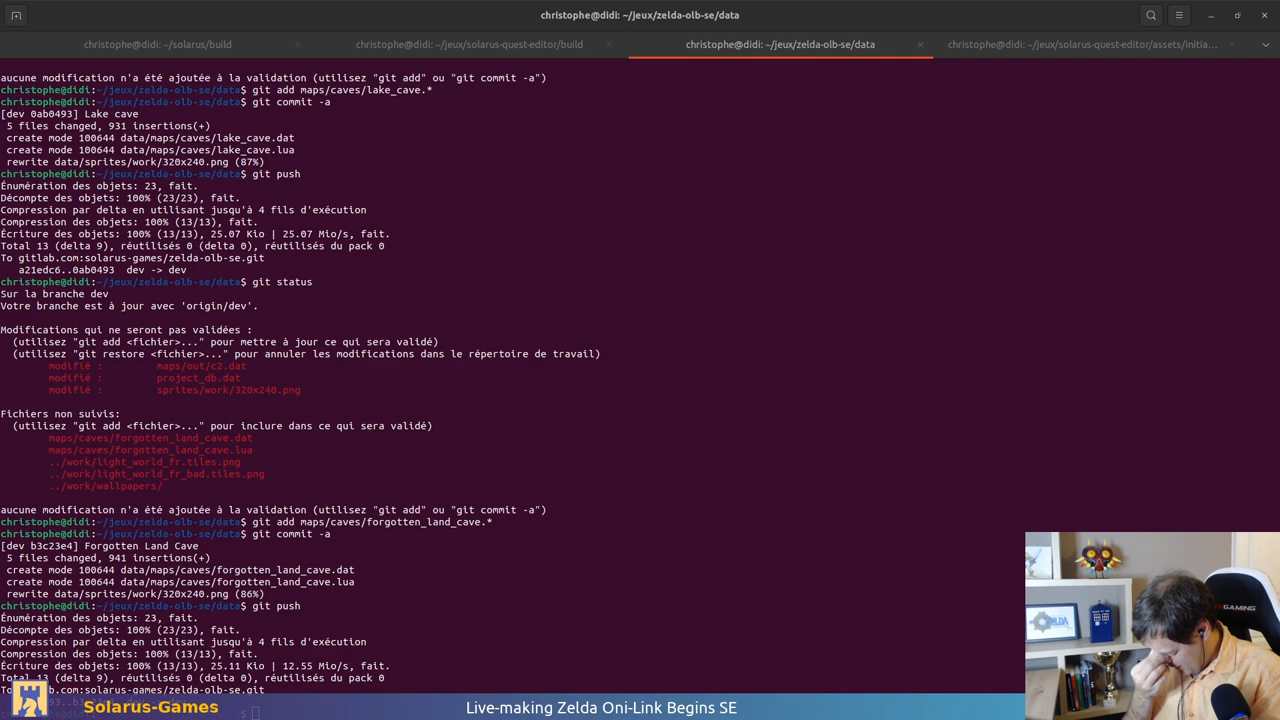 christophe@didi: ~/jeux/zelda-olb-se/data
christophe@didi: ~/solarus/build
christophe@didi: ~/jeux/solarus-quest-editor/build
christophe@didi: ~/jeux/zelda-olb-se/data
christophe@didi: ~/jeux/solarus-quest-editor/assets/initia…
aucune modification n'a été ajoutée à la validation (utilisez "git add" ou "git commit -a")
christophe@didi:~/jeux/zelda-olb-se/data$ git add maps/caves/lake_cave.*
christophe@didi:~/jeux/zelda-olb-se/data$ git commit -a
[dev 0ab0493] Lake cave
5 files changed, 931 insertions(+)
create mode 100644 data/maps/caves/lake_cave.dat
create mode 100644 data/maps/caves/lake_cave.lua
rewrite data/sprites/work/320x240.png (87%)
christophe@didi:~/jeux/zelda-olb-se/data$ git push
Énumération des objets: 23, fait.
Décompte des objets: 100% (23/23), fait.
Compression par delta en utilisant jusqu'à 4 fils d'exécution
Compression des objets: 100% (13/13), fait.
Écriture des objets: 100% (13/13), 25.07 Kio | 25.07 Mio/s, fait.
Total 13 (delta 9), réutilisés 0 (delta 0), réutilisés du pack 0
To gitlab.com:solarus-games/zelda-olb-se.git
a21edc6..0ab0493  dev -> dev
christophe@didi:~/jeux/zelda-olb-se/data$ git status
Sur la branche dev
Votre branche est à jour avec 'origin/dev'.
Modifications qui ne seront pas validées :
(utilisez "git add <fichier>..." pour mettre à jour ce qui sera validé)
(utilisez "git restore <fichier>..." pour annuler les modifications dans le répertoire de travail)
modifié :         maps/out/c2.dat
modifié :         project_db.dat
modifié :         sprites/work/320x240.png
Fichiers non suivis:
(utilisez "git add <fichier>..." pour inclure dans ce qui sera validé)
maps/caves/forgotten_land_cave.dat
maps/caves/forgotten_land_cave.lua
../work/light_world_fr.tiles.png
../work/light_world_fr_bad.tiles.png
../work/wallpapers/
aucune modification n'a été ajoutée à la validation (utilisez "git add" ou "git commit -a")
christophe@didi:~/jeux/zelda-olb-se/data$ git add maps/caves/forgotten_land_cave.*
christophe@didi:~/jeux/zelda-olb-se/data$ git commit -a
[dev b3c23e4] Forgotten Land Cave
5 files changed, 941 insertions(+)
create mode 100644 data/maps/caves/forgotten_land_cave.dat
create mode 100644 data/maps/caves/forgotten_land_cave.lua
rewrite data/sprites/work/320x240.png (86%)
christophe@didi:~/jeux/zelda-olb-se/data$ git push
Énumération des objets: 23, fait.
Décompte des objets: 100% (23/23), fait.
Compression par delta en utilisant jusqu'à 4 fils d'exécution
Compression des objets: 100% (13/13), fait.
Écriture des objets: 100% (13/13), 25.11 Kio | 12.55 Mio/s, fait.
Total 13 (delta 9), réutilisés 0 (delta 0), réutilisés du pack 0
solarus-games/zelda-olb-se.git
Solarus-Games
Live-making Zelda Oni-Link Begins SE